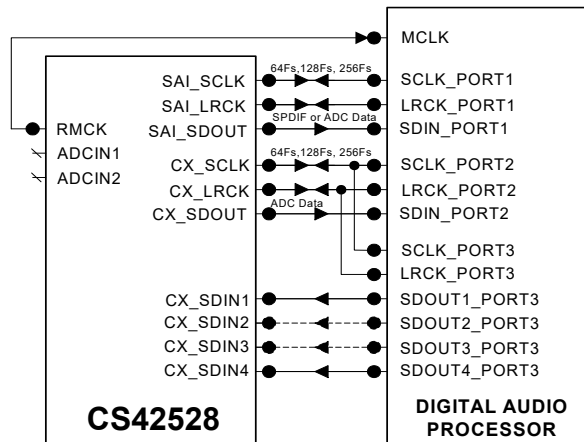 MCLK
64Fs,128Fs, 256Fs
SAI_SCLK
SCLK_PORT1
SAI_LRCK
LRCK_PORT1
SPDIF or ADC Data
RMCK
SAI_SDOUT
SDIN_PORT1
ADCIN1
64Fs,128Fs, 256Fs
CX_SCLK
SCLK_PORT2
ADCIN2
CX_LRCK
LRCK_PORT2
ADC Data
CX_SDOUT
SDIN_PORT2
SCLK_PORT3
LRCK_PORT3
CX_SDIN1
SDOUT1_PORT3
CX_SDIN2
SDOUT2_PORT3
CX_SDIN3
SDOUT3_PORT3
CX_SDIN4
SDOUT4_PORT3
CS42528
DIGITAL AUDIO
PROCESSOR